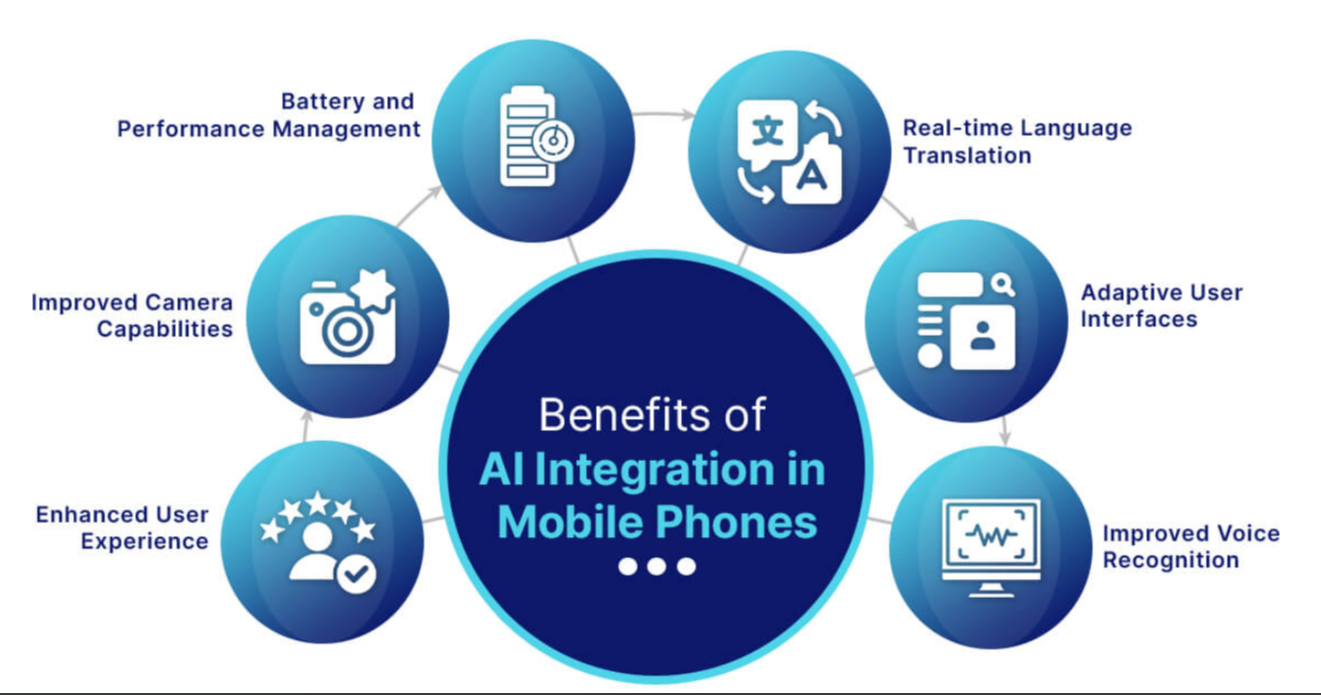 Battery and
Performance Management
Real-time Language
Translation
Improved Camera
Capabilities
Adaptive User
Interfaces
Benefits of
AI Integration in
Mobile Phones
Enhanced User
Experience
Improved Voice
Recognition
文
A